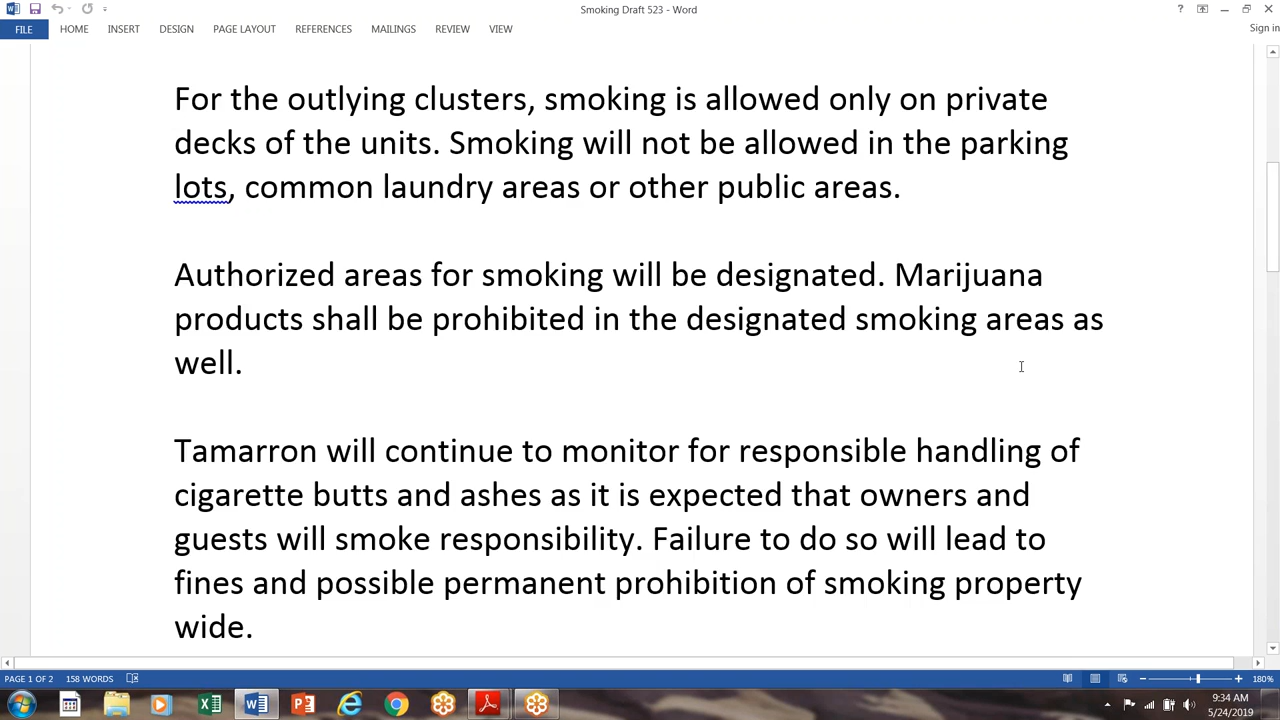 Smoking Draft 523 - Word
?
FILE HOME INSERT DESIGN PAGE LAYOUT REFERENCES MAILINGS REVIEW VIEW Sign in
For the outlying clusters, smoking is allowed only on private
decks of the units. Smoking will not be allowed in the parking
lots, common laundry areas or other public areas.
Authorized areas for smoking will be designated. Marijuana
products shall be prohibited in the designated smoking areas as
well.
Tamarron will continue to monitor for responsible handling of
cigarette butts and ashes as it is expected that owners and
guests will smoke responsibility. Failure to do so will lead to
fines and possible permanent prohibition of smoking property
wide.
PAGE 1 OF 2 158 WORDS 180%
9:34 AM
5/24/2019